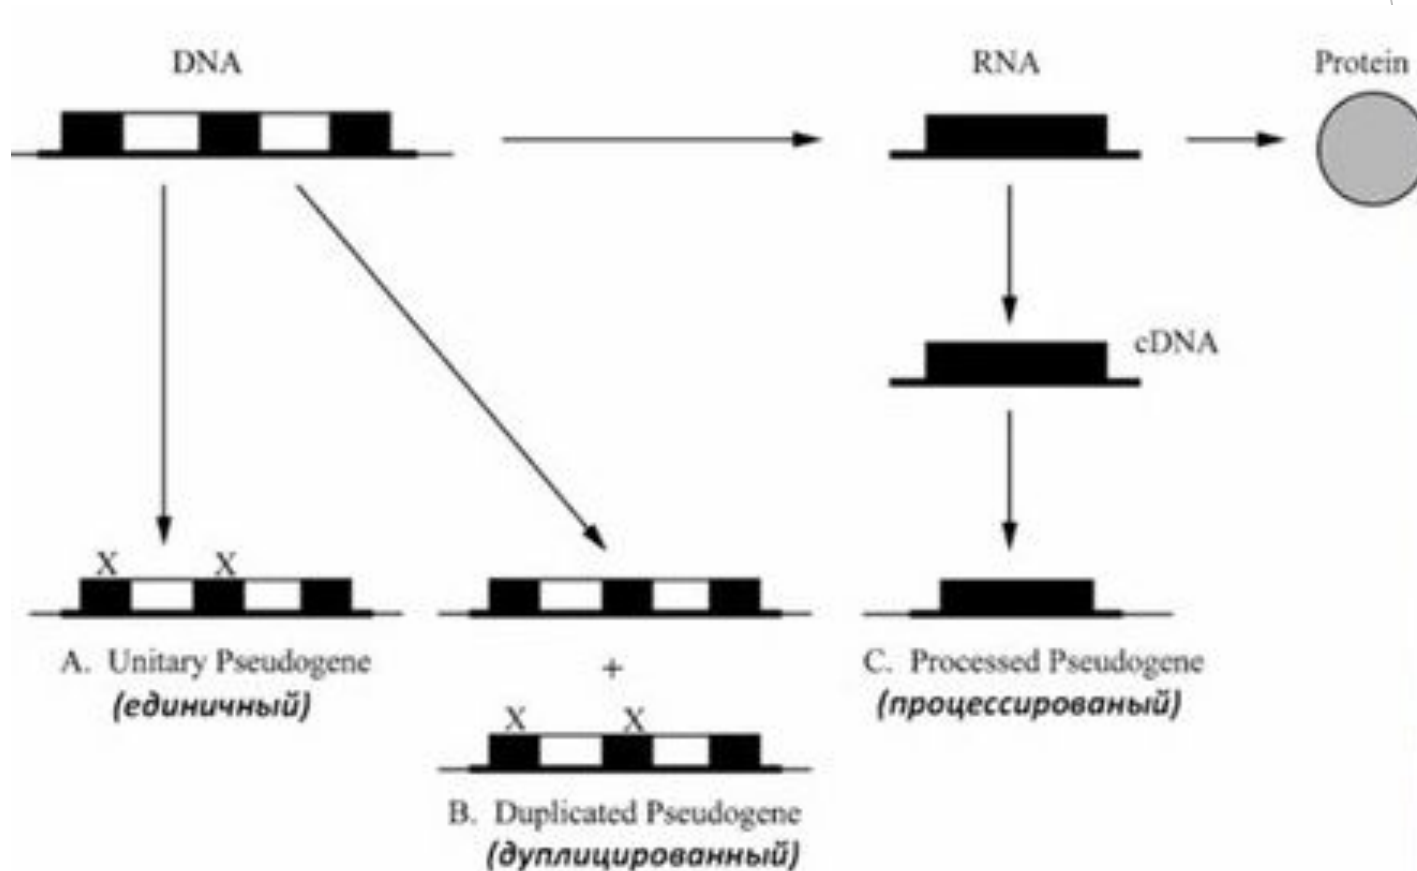 DNA
RNA
Protein
cDNA
X X
A. Unitary Pseudogene
(единичный)
+
X X
B. Duplicated Pseudogene
(дуплицированный)
C. Processed Pseudogene
(процессированый)